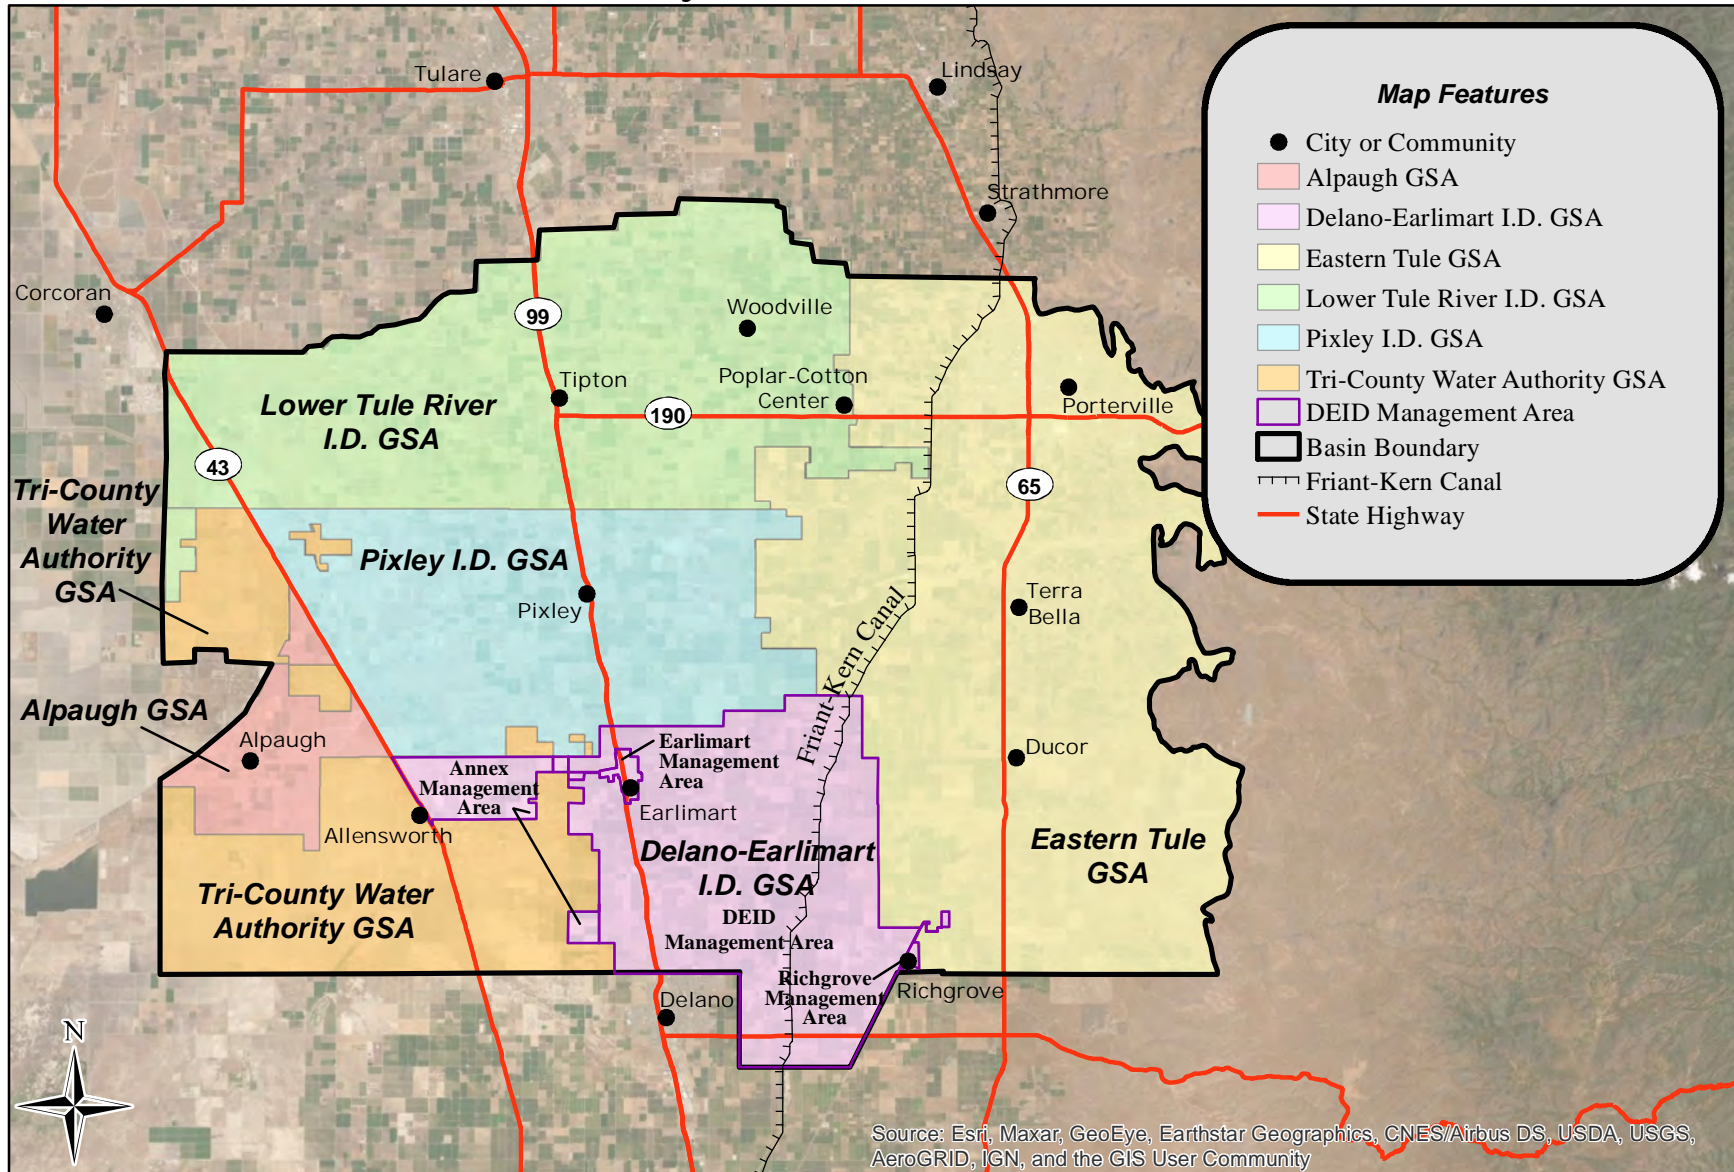 Tulare
Lindsay
Strathmore
Corcoran
99
Woodville
Tipton
Poplar-Cotton
Center
190
Porterville
Lower Tule River
I.D. GSA
43
65
Tri-County
Water
Authority
GSA
Pixley I.D. GSA
Pixley
Terra
Bella
Friant-Kern Canal
Alpaugh GSA
Alpaugh
Earlimart
Management
Area
Ducor
Annex
Management
Area
Earlimart
Allensworth
Delano-Earlimart
I.D. GSA
Eastern Tule
GSA
Tri-County Water
Authority GSA
DEID
Management Area
Richgrove
Management
Area
Richgrove
Delano
N
Map Features
City or Community
Alpaugh GSA
Delano-Earlimart I.D. GSA
Eastern Tule GSA
Lower Tule River I.D. GSA
Pixley I.D. GSA
Tri-County Water Authority GSA
DEID Management Area
Basin Boundary
Friant-Kern Canal
State Highway
Source: Esri, Maxar, GeoEye, Earthstar Geographics, CNES/Airbus DS, USDA, USGS,
AeroGRID, IGN, and the GIS User Community